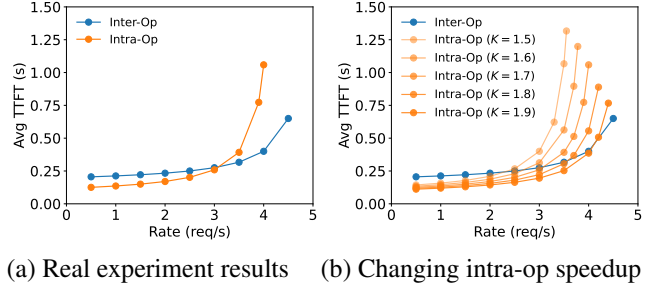 1.50
1.25
1.00
0.75
0.50
0.25
0.00
Avg TTFT (s)
Inter-Op
Intra-Op
0 1 2 3 4 5
Rate (req/s)
(a) Real experiment results
1.50
1.25
1.00
0.75
0.50
0.25
0.00
Avg TTFT (s)
Inter-Op
Intra-Op (K = 1.5)
Intra-Op (K = 1.6)
Intra-Op (K = 1.7)
Intra-Op (K = 1.8)
Intra-Op (K = 1.9)
0 1 2 3 4 5
Rate (req/s)
(b) Changing intra-op speedup